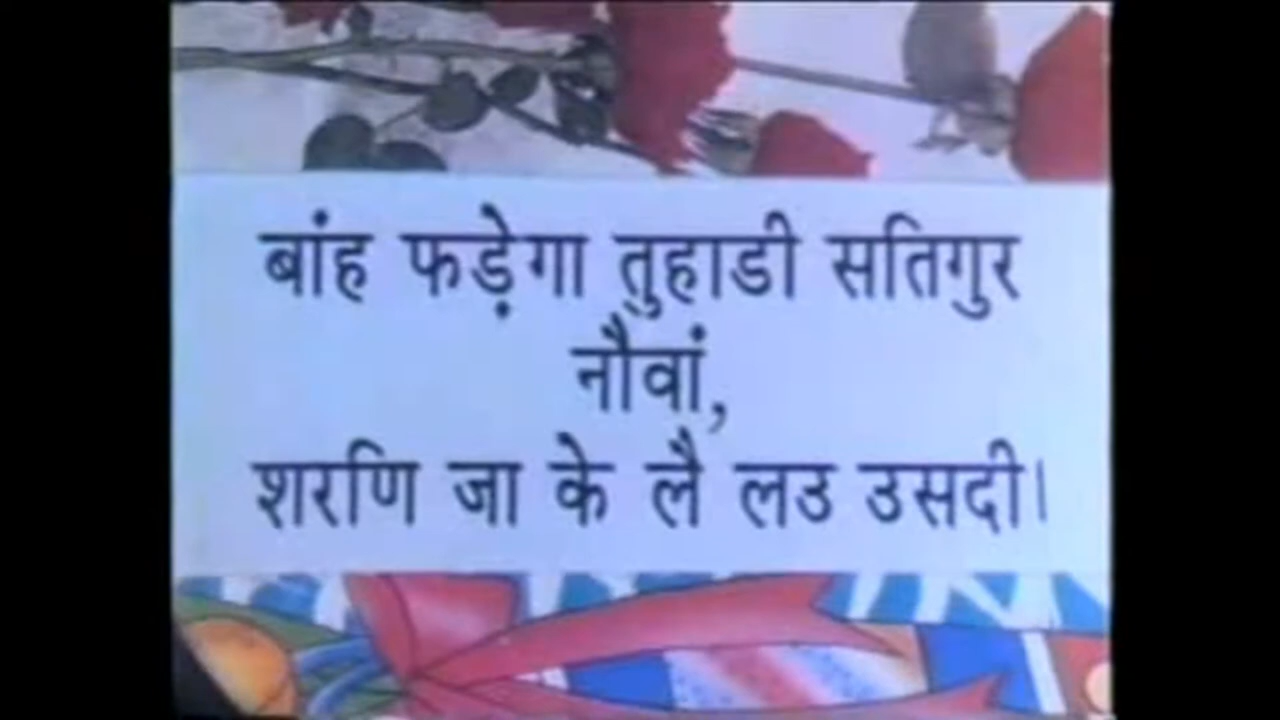 बांह फड़ेगा तुहाडी सतिगुर
नौवां,
शरणि जा के लै लउ उसदी।